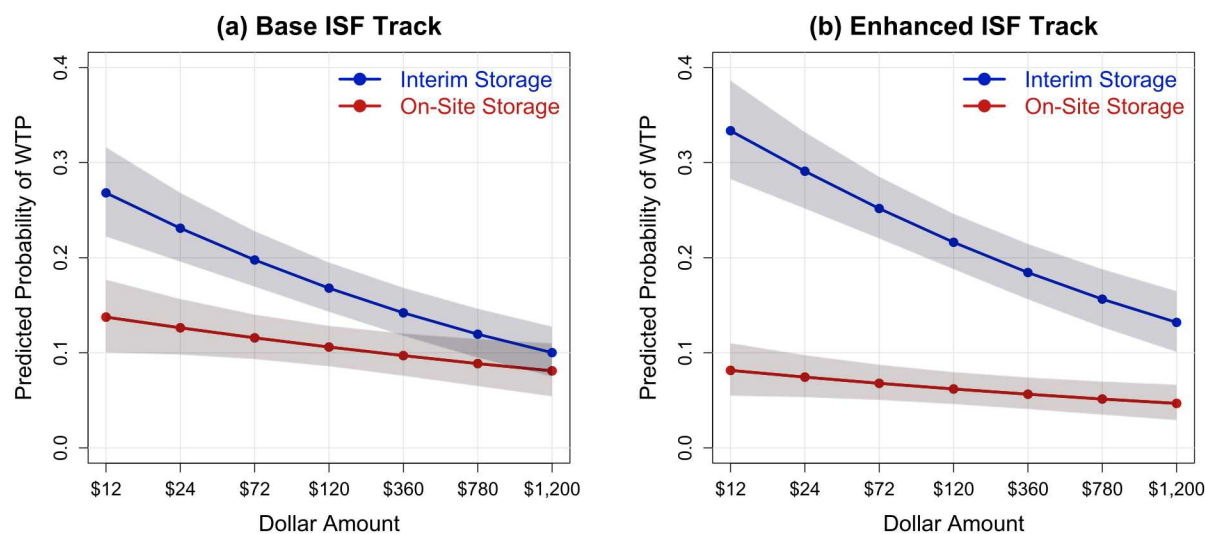 (a) Base ISF Track
Predicted Probability of WTP
0.4
0.3
0.2
0.1
0.0
Interim Storage
On-Site Storage
$12 $24 $72 $120 $360 $780 $1,200
Dollar Amount
(b) Enhanced ISF Track
Predicted Probability of WTP
0.4
0.3
0.2
0.1
0.0
Interim Storage
On-Site Storage
$12 $24 $72 $120 $360 $780 $1,200
Dollar Amount